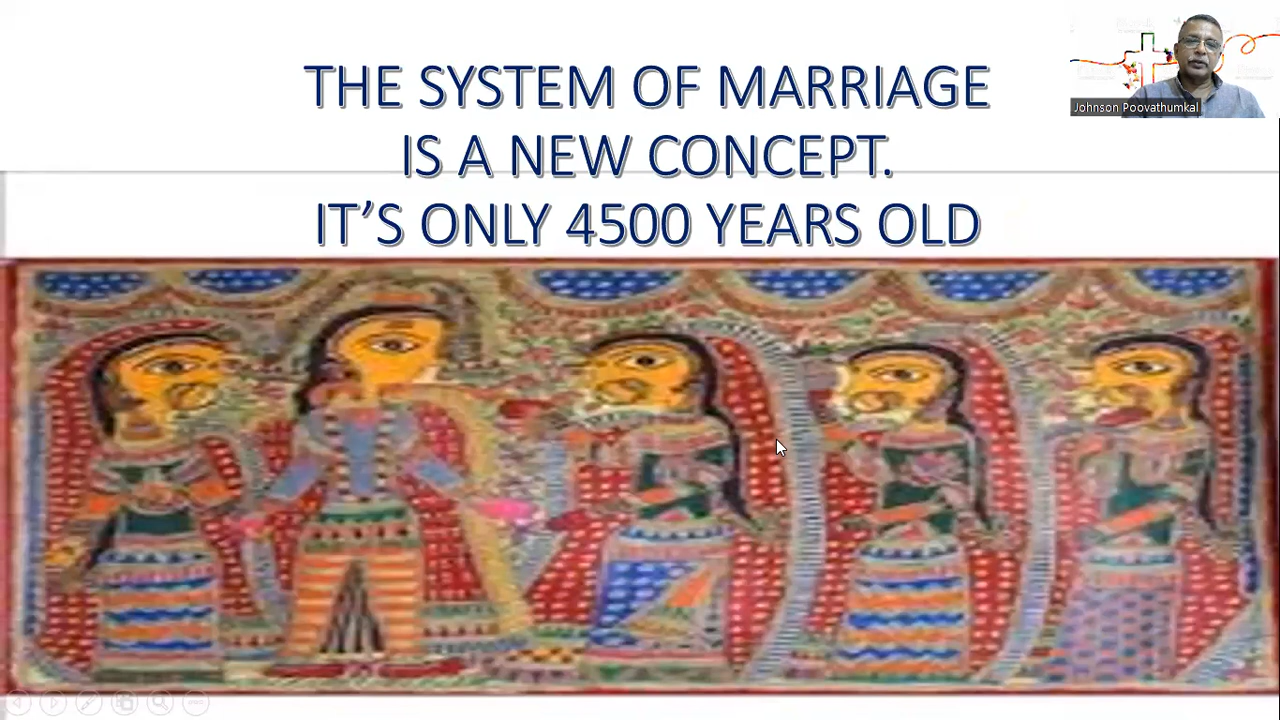 THE SYSTEM OF MARRIAGE
IS A NEW CONCEPT.
IT’S ONLY 4500 YEARS OLD
Johnson Poovathumkal